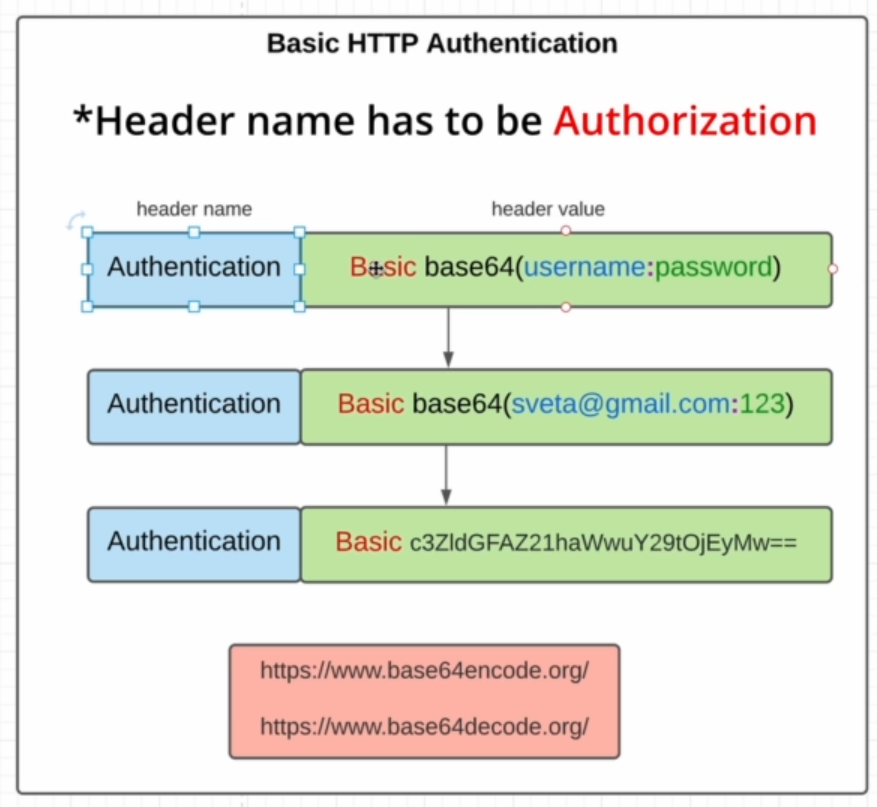 Basic HTTP Authentication
*Header name has to be Authorization
header name header value
Authentication Basic base64(username:password)
Authentication Basic base64(sveta@gmail.com:123)
Authentication Basic c3ZldGFAZ21haWwuY29tOjEyMw==
https://www.base64encode.org/
https://www.base64decode.org/